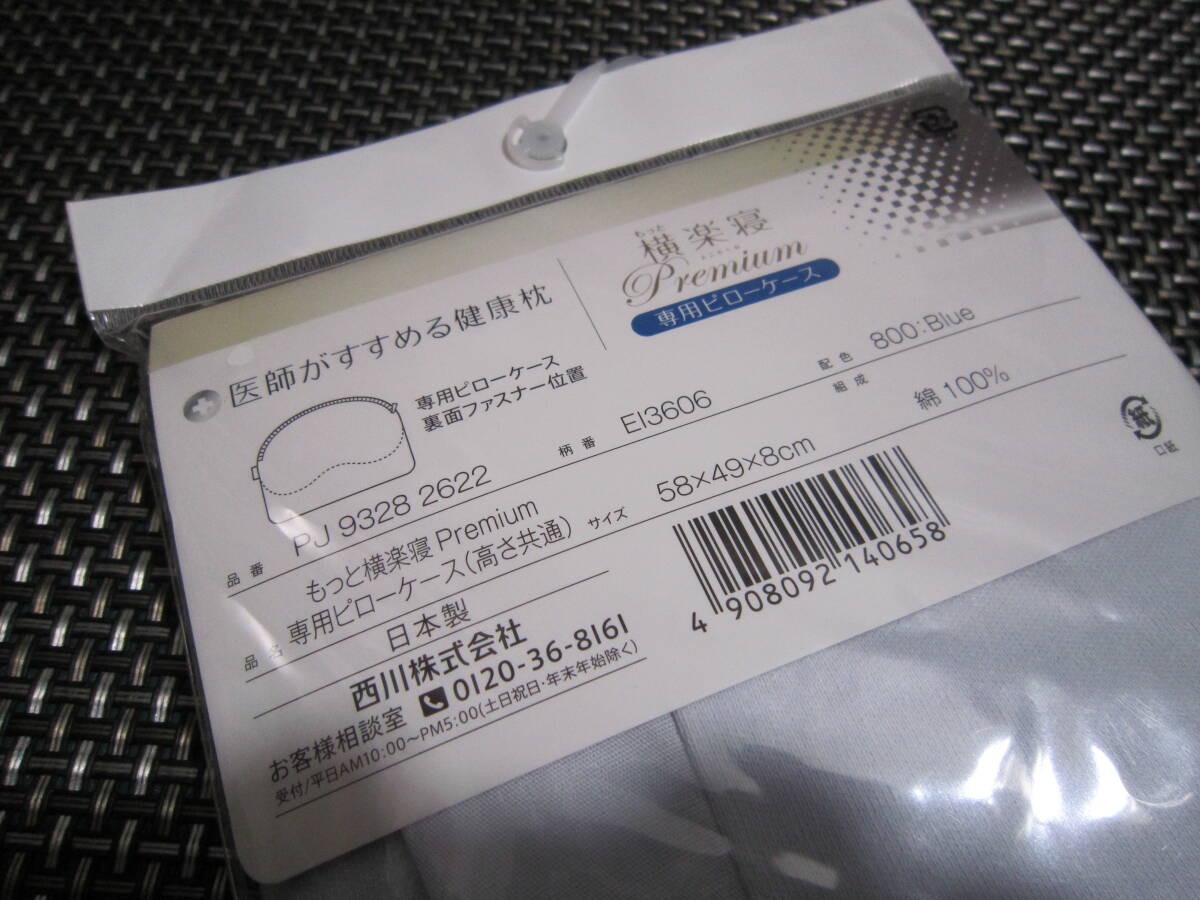 医師がすすめる健康枕
もっと
横楽寝
Premium
専用ピローケース
専用ピローケース
裏面ファスナー位置
品番 PJ 9328 2622
柄番 EI3606
配色 800:Blue
品名 もっと横楽寝 Premium
専用ピローケース(高さ共通)
サイズ 58×49×8cm
組成 綿100%
日本製
西川株式会社
お客様相談室 0120-36-8161
受付/平日AM10:00〜PM5:00(土日祝日・年末年始除く)
4 908092 140658
紙
口紙